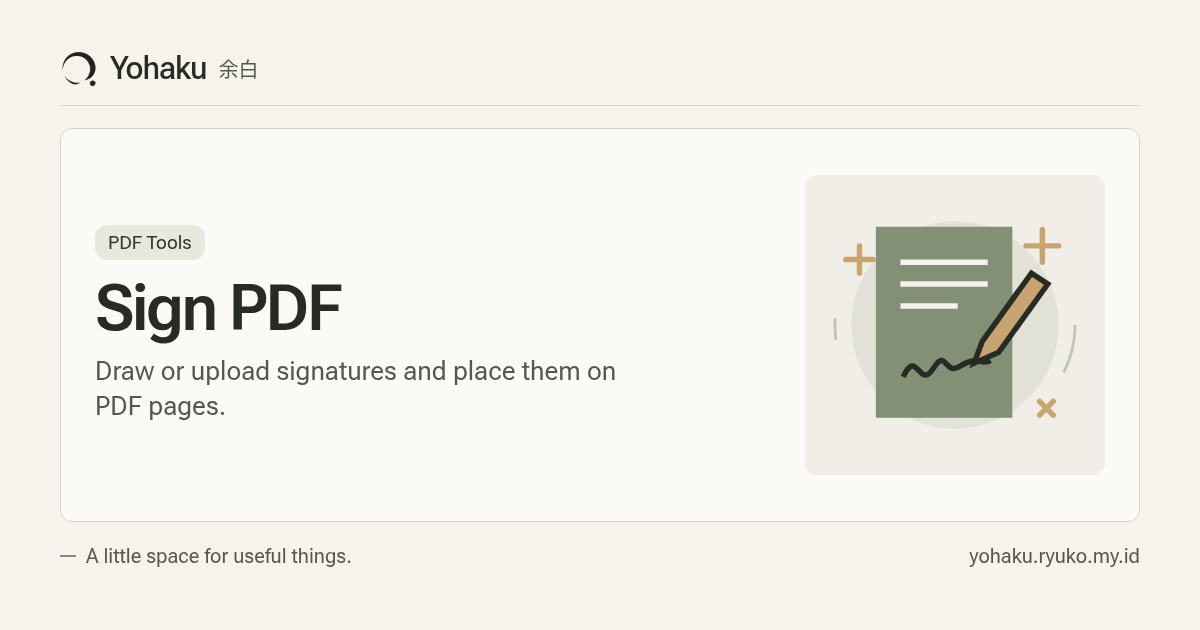 Yohaku 余白
PDF Tools
Sign PDF
Draw or upload signatures and place them on
PDF pages.
— A little space for useful things.
yohaku.ryuko.my.id